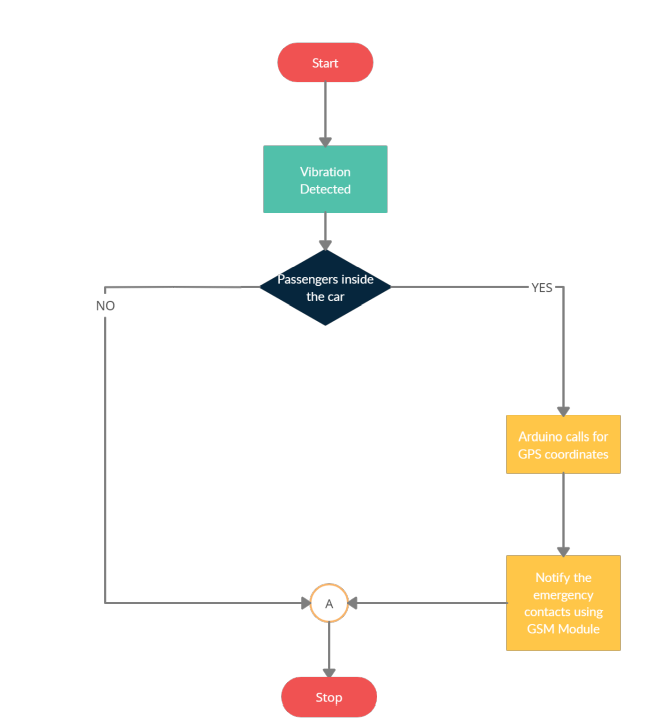 Start
Vibration
Detected
Passengers inside
the car
NO
YES
Arduino calls for
GPS coordinates
Notify the
emergency
contacts using
GSM Module
A
Stop